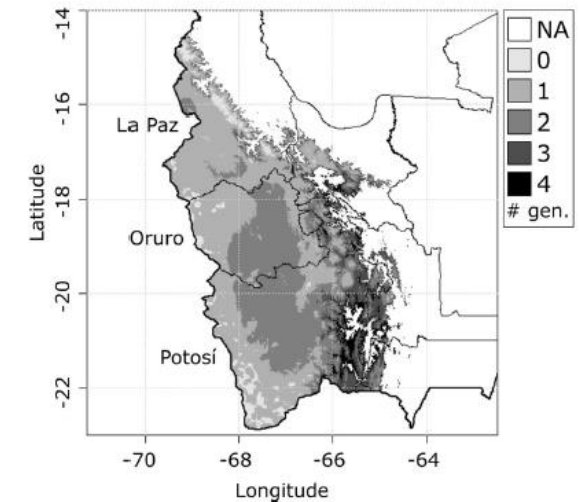 -14
-16
-18
-20
-22
Latitude
La Paz
Oruro
Potosí
-70 -68 -66 -64
Longitude
NA
0
1
2
3
4
# gen.